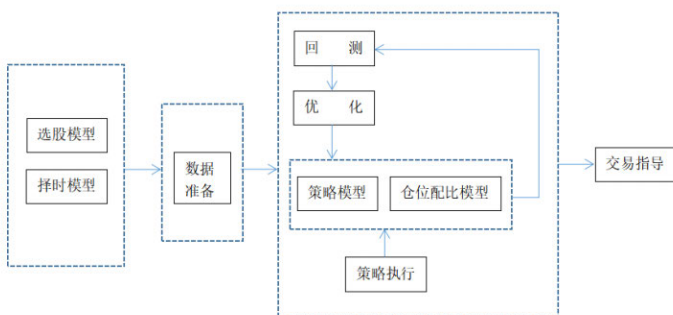 选股模型
择时模型
数据
准备
回 测
优 化
策略模型
仓位配比模型
策略执行
交易指导